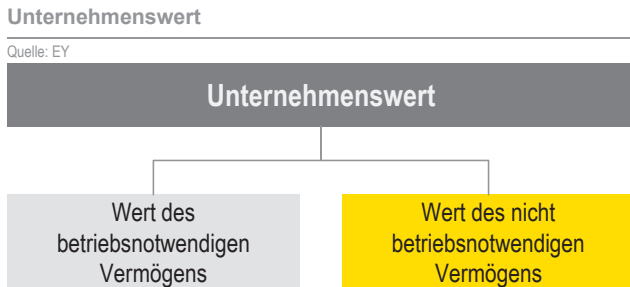 Unternehmenswert
Quelle: EY
Unternehmenswert
Wert des
betriebsnotwendigen
Vermögens
Wert des nicht
betriebsnotwendigen
Vermögens